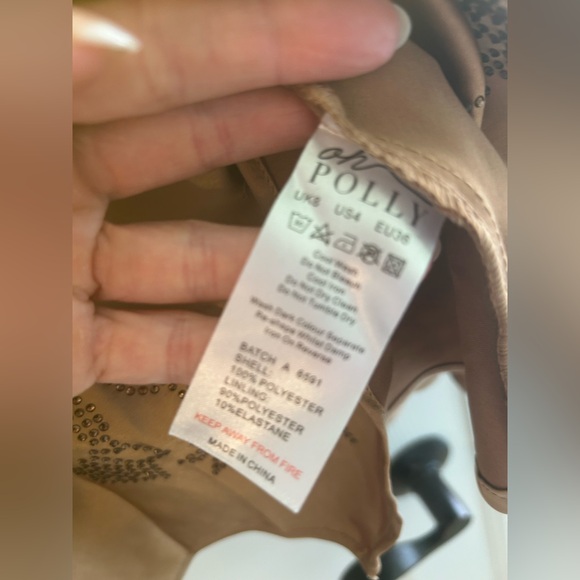 oh
POLLY
UK8 US4 EU36
Cool Wash
Do Not Bleach
Cool Iron
Do Not Dry Clean
Do Not Tumble Dry
Wash Dark Colour Separate
Re-shape Whilst Damp
Iron On Reverse
BATCH A 6591
SHELL:
100% POLYESTER
LINLING:
90%POLYESTER
10%ELASTANE
KEEP AWAY FROM FIRE
MADE IN CHINA